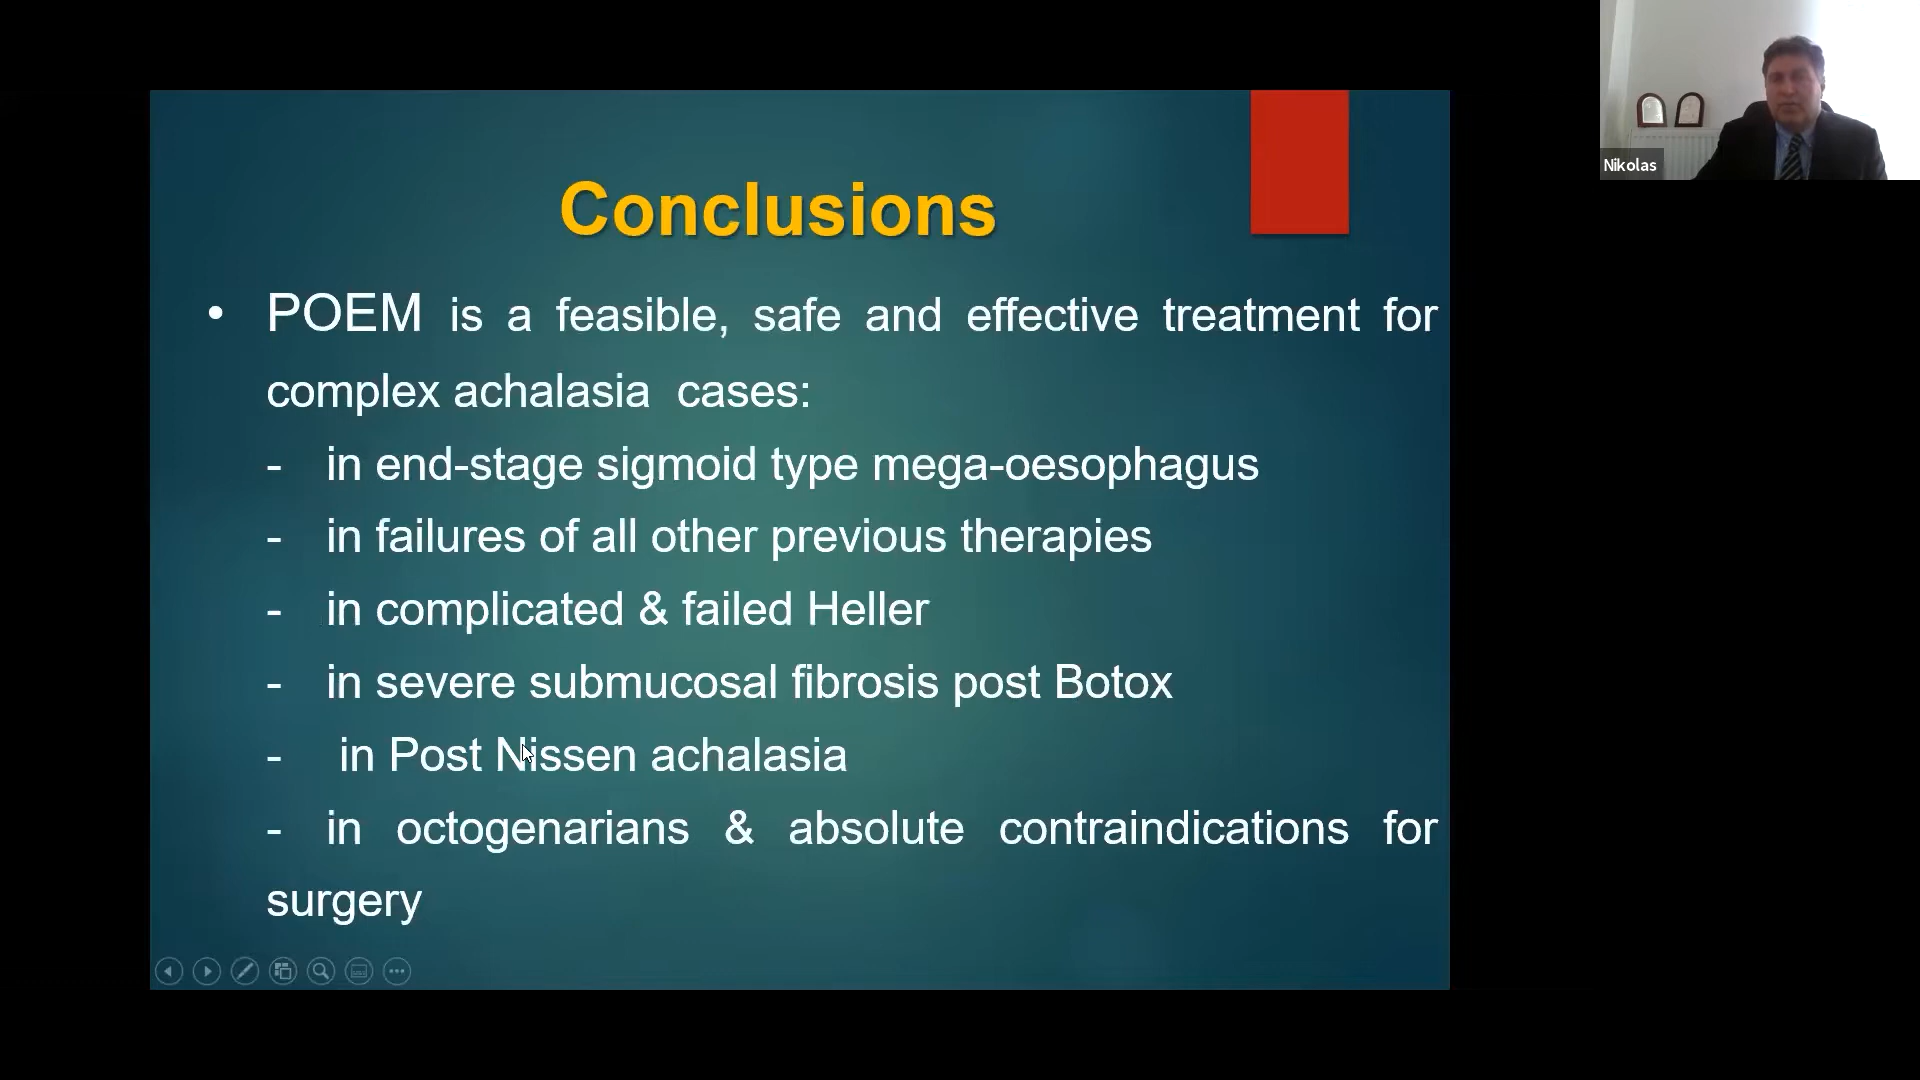 Nikolas
Conclusions
• POEM is a feasible, safe and effective treatment for
complex achalasia cases:
- in end-stage sigmoid type mega-oesophagus
- in failures of all other previous therapies
- in complicated & failed Heller
- in severe submucosal fibrosis post Botox
- in Post Nissen achalasia
- in octogenarians & absolute contraindications for
surgery